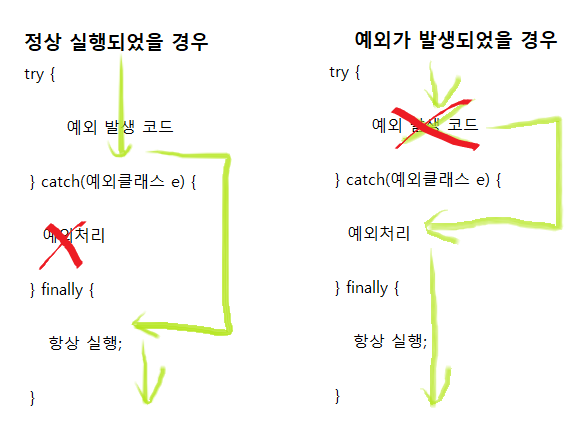 정상 실행되었을 경우
try {
예외 발생 코드
} catch(예외클래스 e) {
예외처리
} finally {
항상 실행;
}
예외가 발생되었을 경우
try {
예외 발생 코드
} catch(예외클래스 e) {
예외처리
} finally {
항상 실행;
}